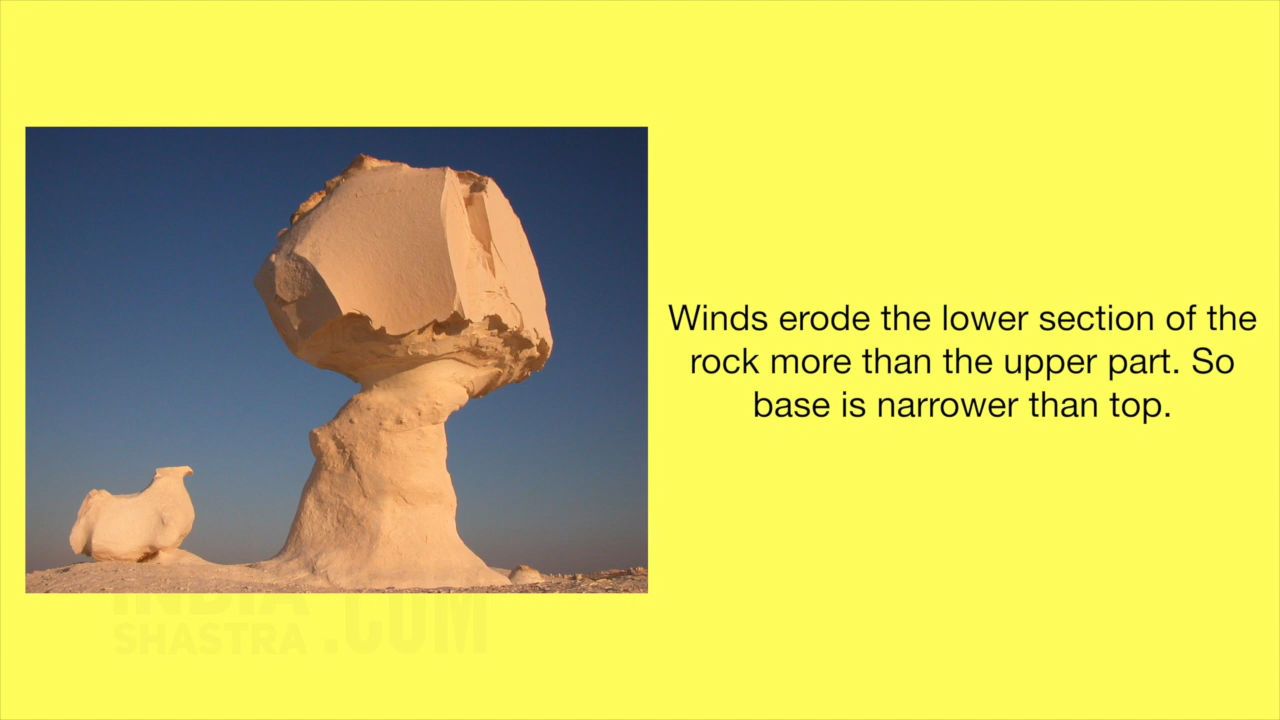 Winds erode the lower section of the
rock more than the upper part. So
base is narrower than top.
INDIA
SHASTRA .COM